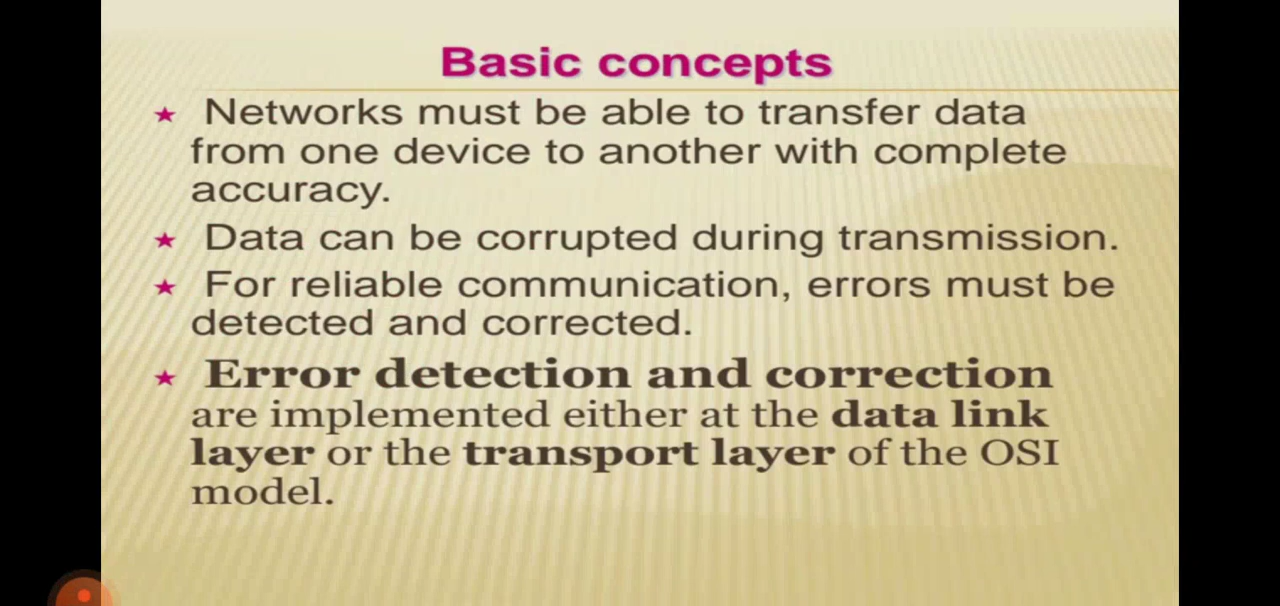 Basic concepts
★ Networks must be able to transfer data
from one device to another with complete
accuracy.
★ Data can be corrupted during transmission.
★ For reliable communication, errors must be
detected and corrected.
★ Error detection and correction
are implemented either at the data link
layer or the transport layer of the OSI
model.